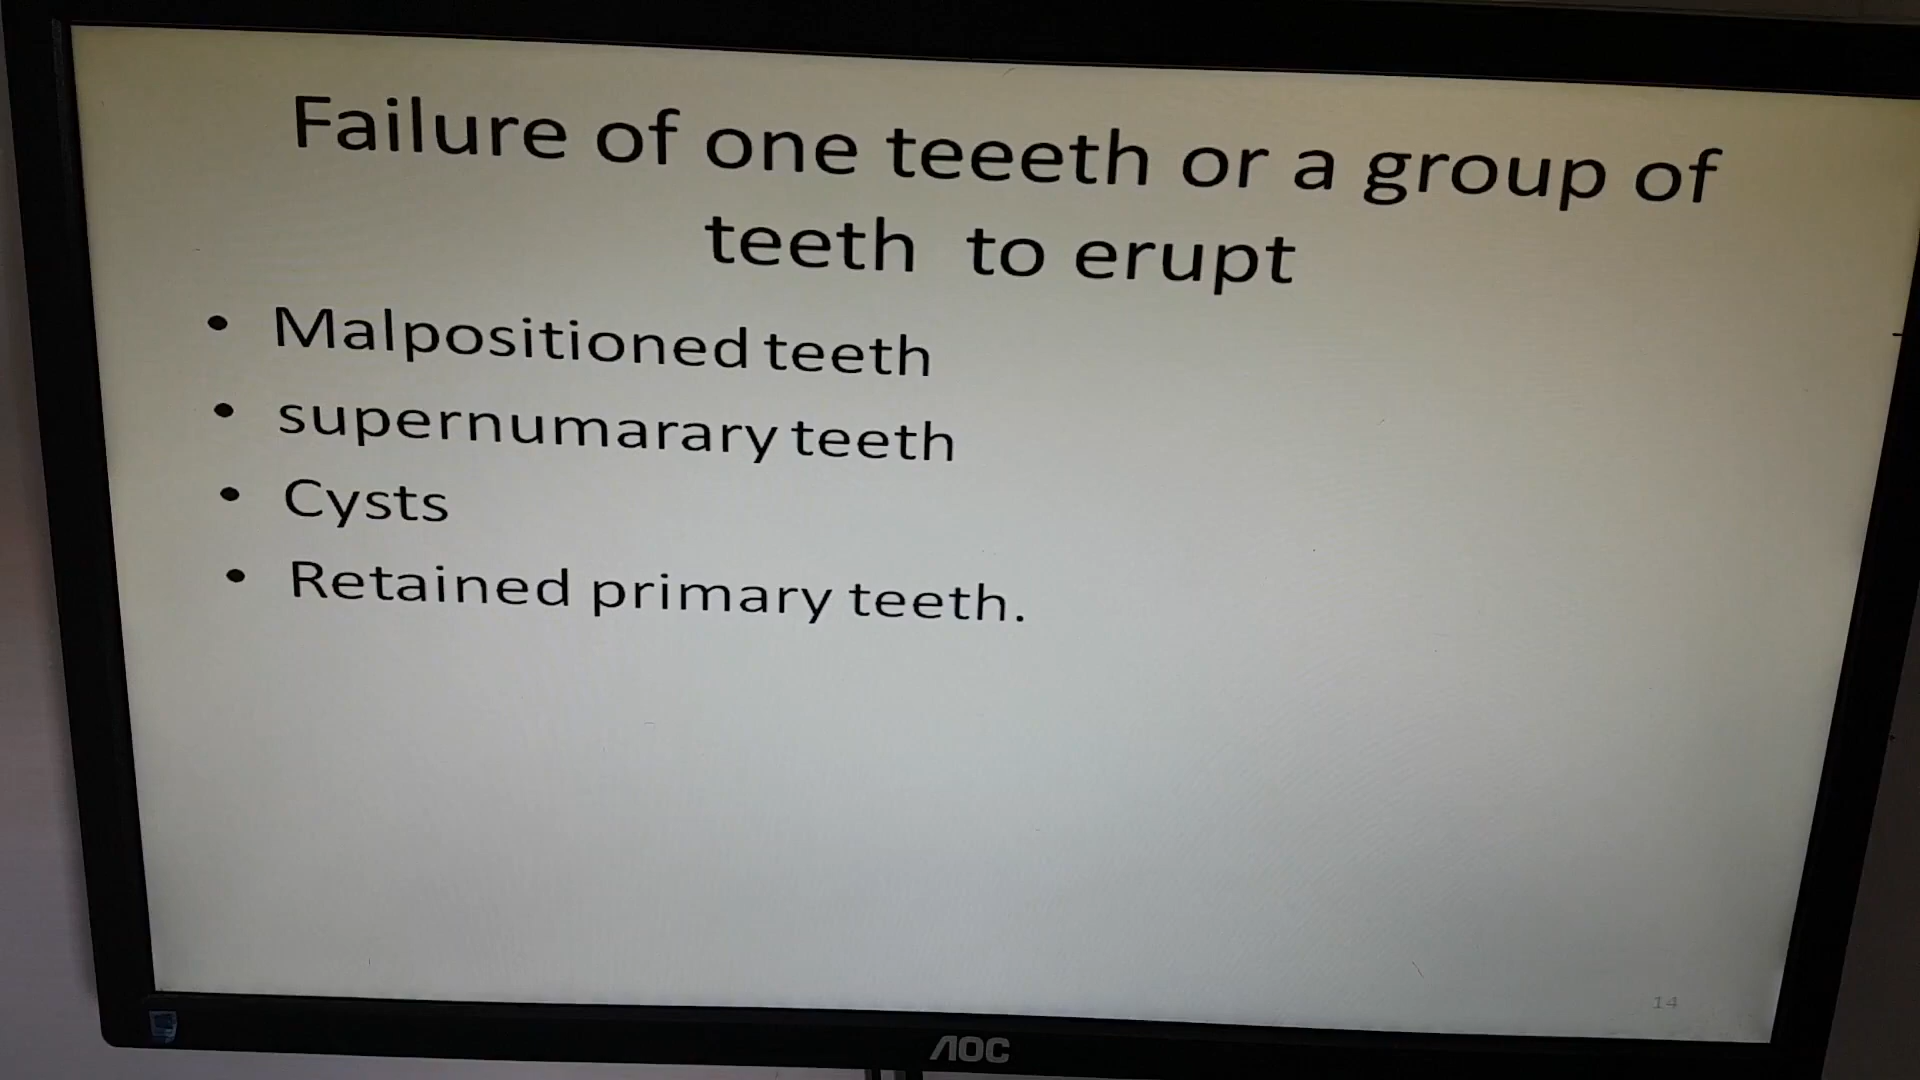 Failure of one teeeth or a group of
teeth to erupt
• Malpositioned teeth
• supernumarary teeth
• Cysts
• Retained primary teeth.
14
AOC